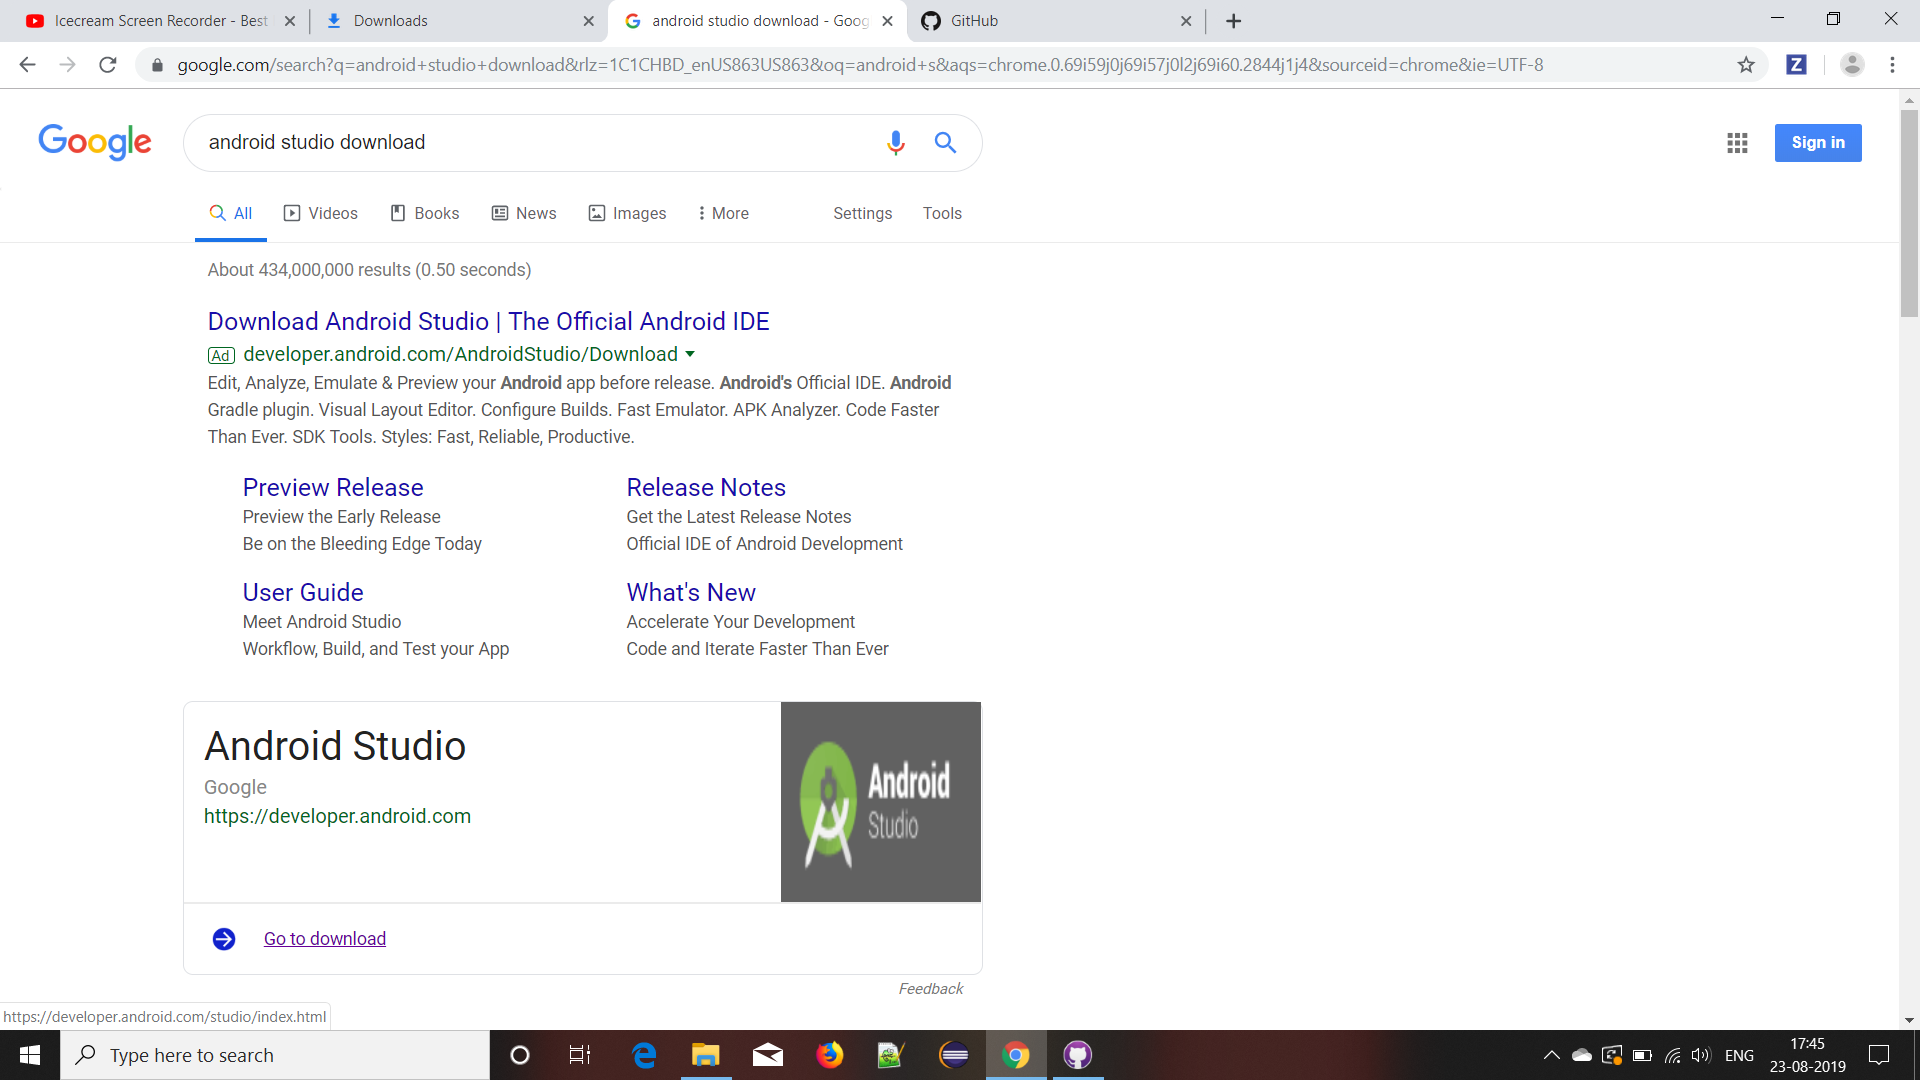 Icecream Screen Recorder - Best
Downloads
android studio download - Goog
GitHub
google.com/search?q=android+studio+download&rlz=1C1CHBD_enUS863US863&oq=android+s&aqs=chrome.0.69i59j0j69i57j0l2j69i60.2844j1j4&sourceid=chrome&ie=UTF-8
Z
Google
android studio download
Sign in
All
Videos
Books
News
Images
More
Settings
Tools
About 434,000,000 results (0.50 seconds)
Download Android Studio | The Official Android IDE
Ad developer.android.com/AndroidStudio/Download
Edit, Analyze, Emulate & Preview your Android app before release. Android's Official IDE. Android
Gradle plugin. Visual Layout Editor. Configure Builds. Fast Emulator. APK Analyzer. Code Faster
Than Ever. SDK Tools. Styles: Fast, Reliable, Productive.
Preview Release
Preview the Early Release
Be on the Bleeding Edge Today
Release Notes
Get the Latest Release Notes
Official IDE of Android Development
User Guide
Meet Android Studio
Workflow, Build, and Test your App
What's New
Accelerate Your Development
Code and Iterate Faster Than Ever
Android Studio
Google
https://developer.android.com
Android
Studio
Go to download
Feedback
https://developer.android.com/studio/index.html
Type here to search
ENG
17:45
23-08-2019